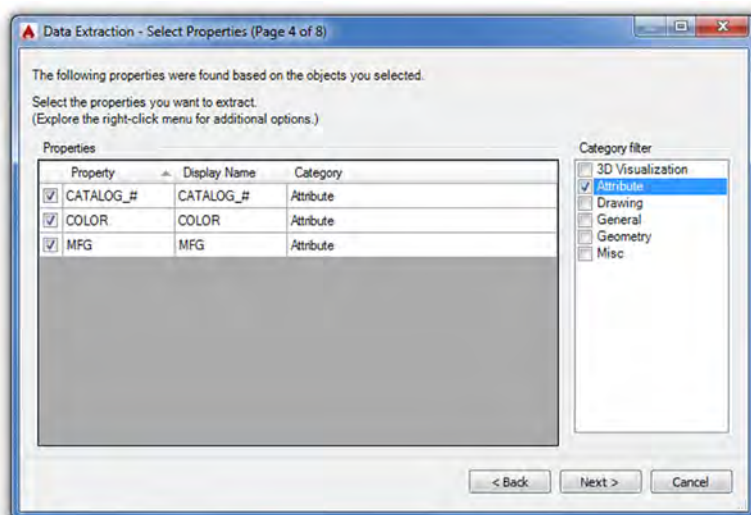 Data Extraction - Select Properties (Page 4 of 8)
The following properties were found based on the objects you selected.
Select the properties you want to extract.
(Explore the right-click menu for additional options.)
Properties
Category filter
Property Display Name Category
CATALOG_# CATALOG_# Attribute
COLOR COLOR Attribute
MFG MFG Attribute
3D Visualization
Attribute
Drawing
General
Geometry
Misc
< Back Next > Cancel